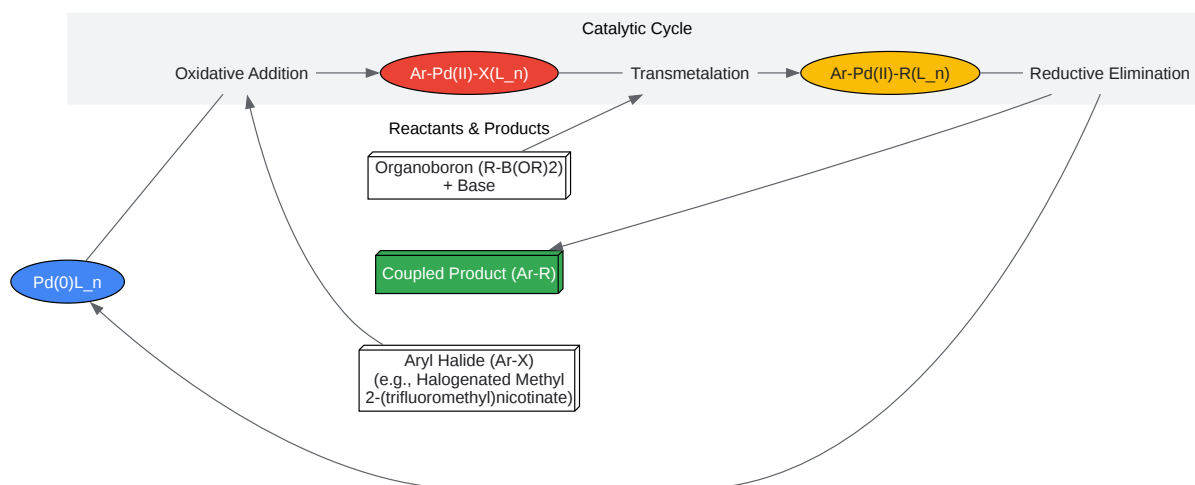 Catalytic Cycle
Oxidative Addition
Ar-Pd(II)-X(L_n)
Transmetalation
Ar-Pd(II)-R(L_n)
Reductive Elimination
Reactants & Products
Organoboron (R-B(OR)2)
+ Base
Coupled Product (Ar-R)
Pd(0)L_n
Aryl Halide (Ar-X)
(e.g., Halogenated Methyl
2-(trifluoromethyl)nicotinate)